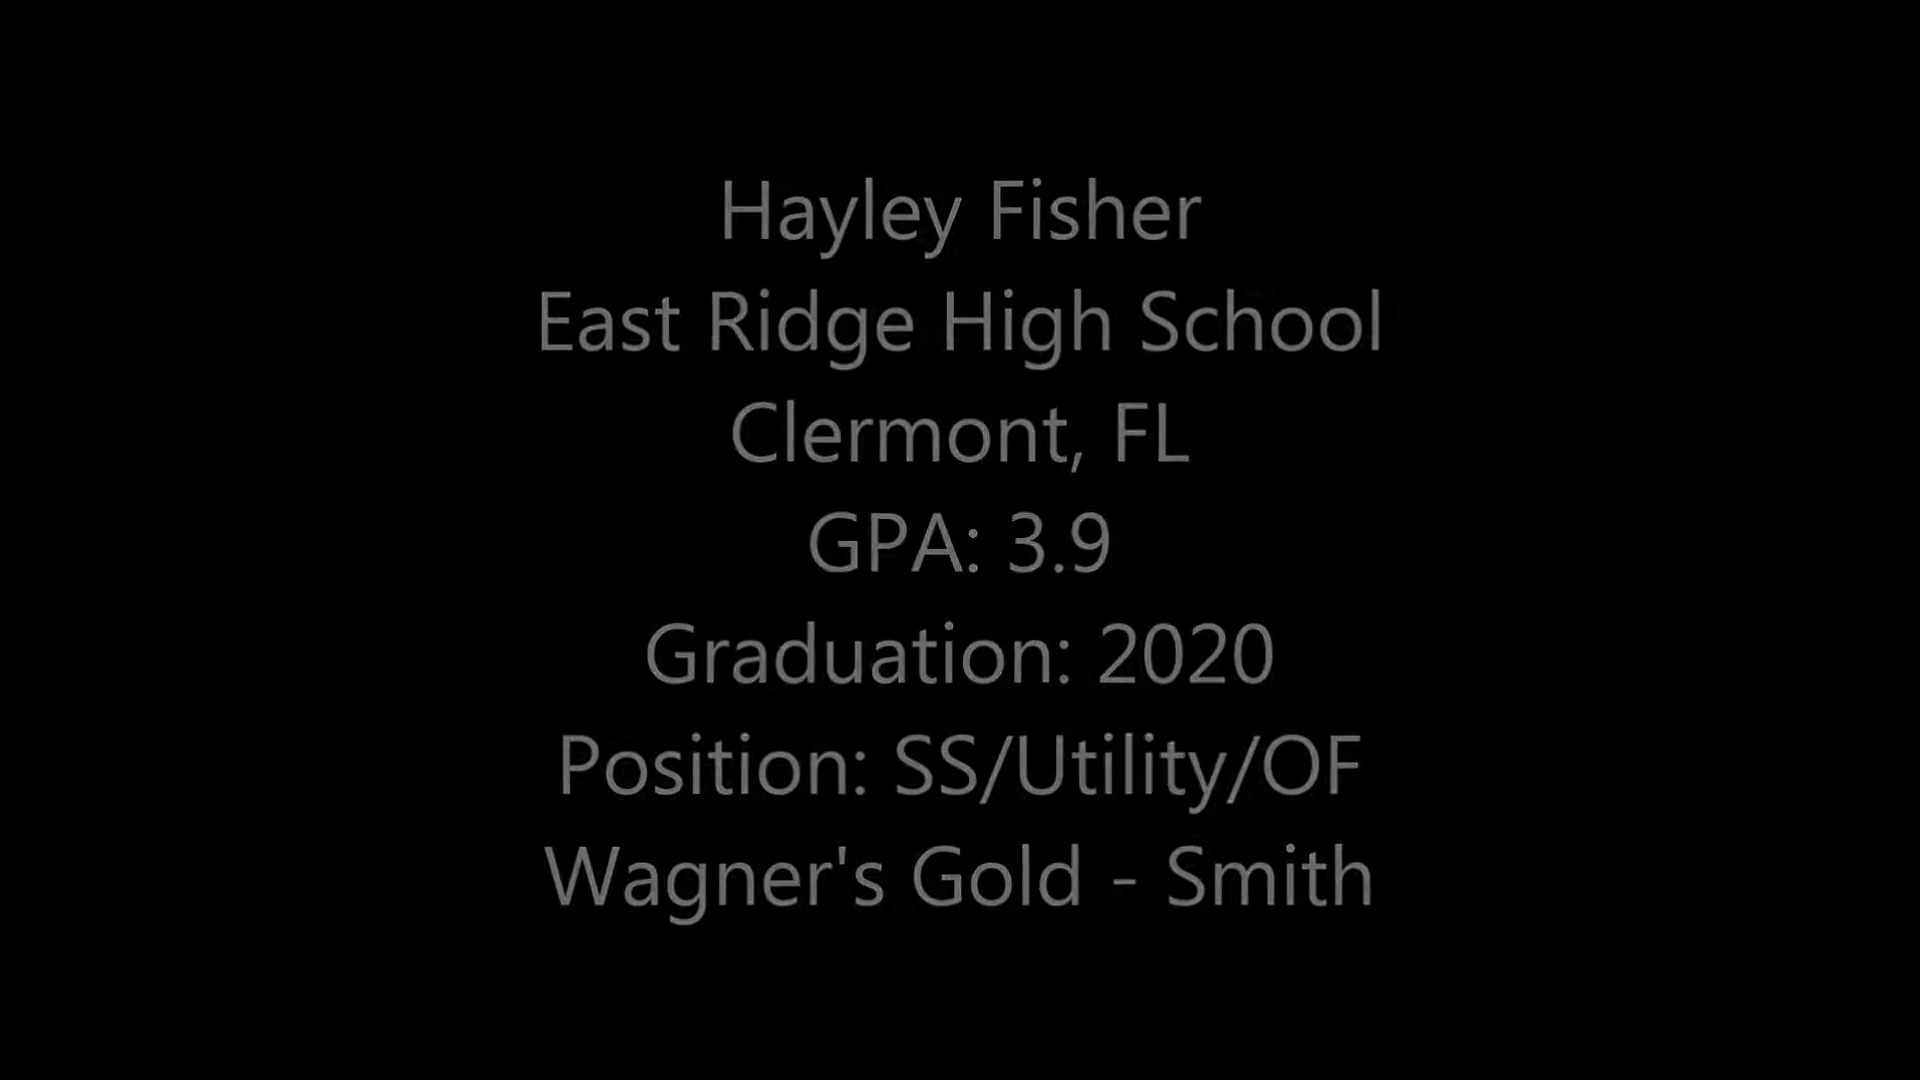 Hayley Fisher
East Ridge High School
Clermont, FL
GPA: 3.9
Graduation: 2020
Position: SS/Utility/OF
Wagner's Gold - Smith